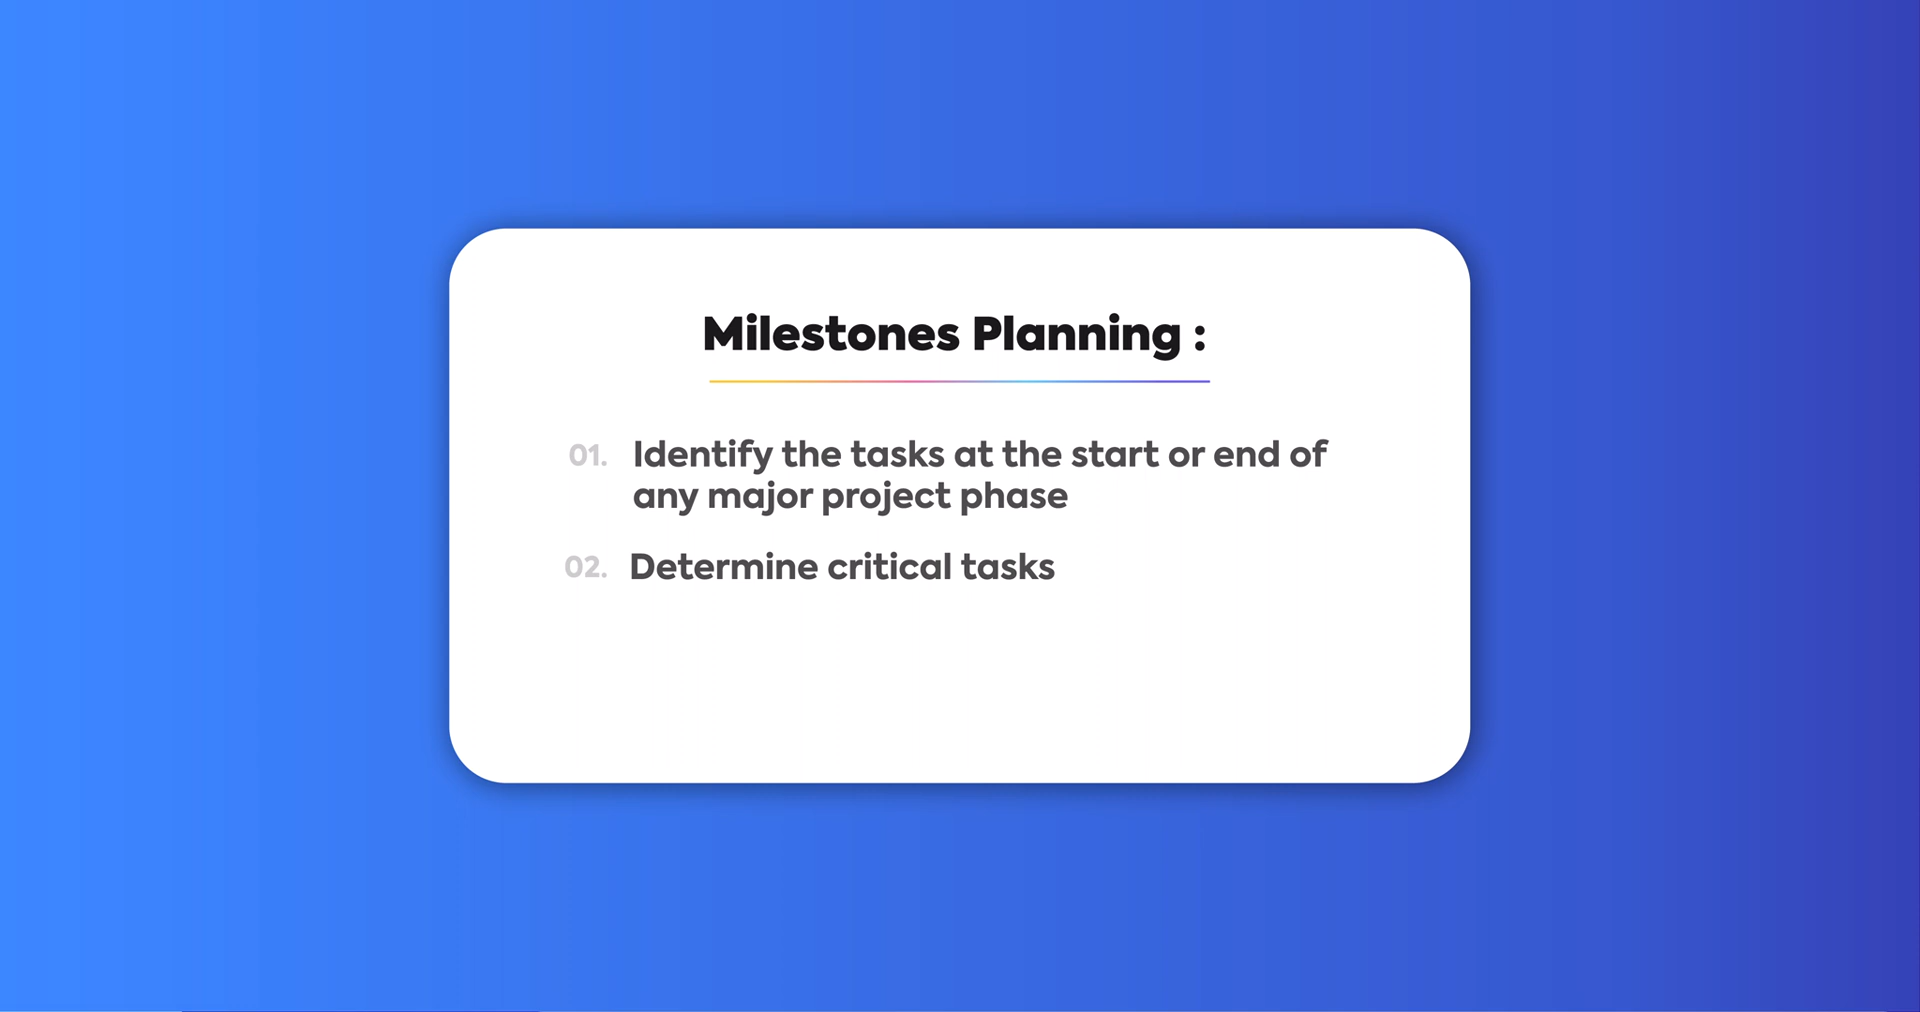 Milestones Planning :
01. Identify the tasks at the start or end of
any major project phase
02. Determine critical tasks